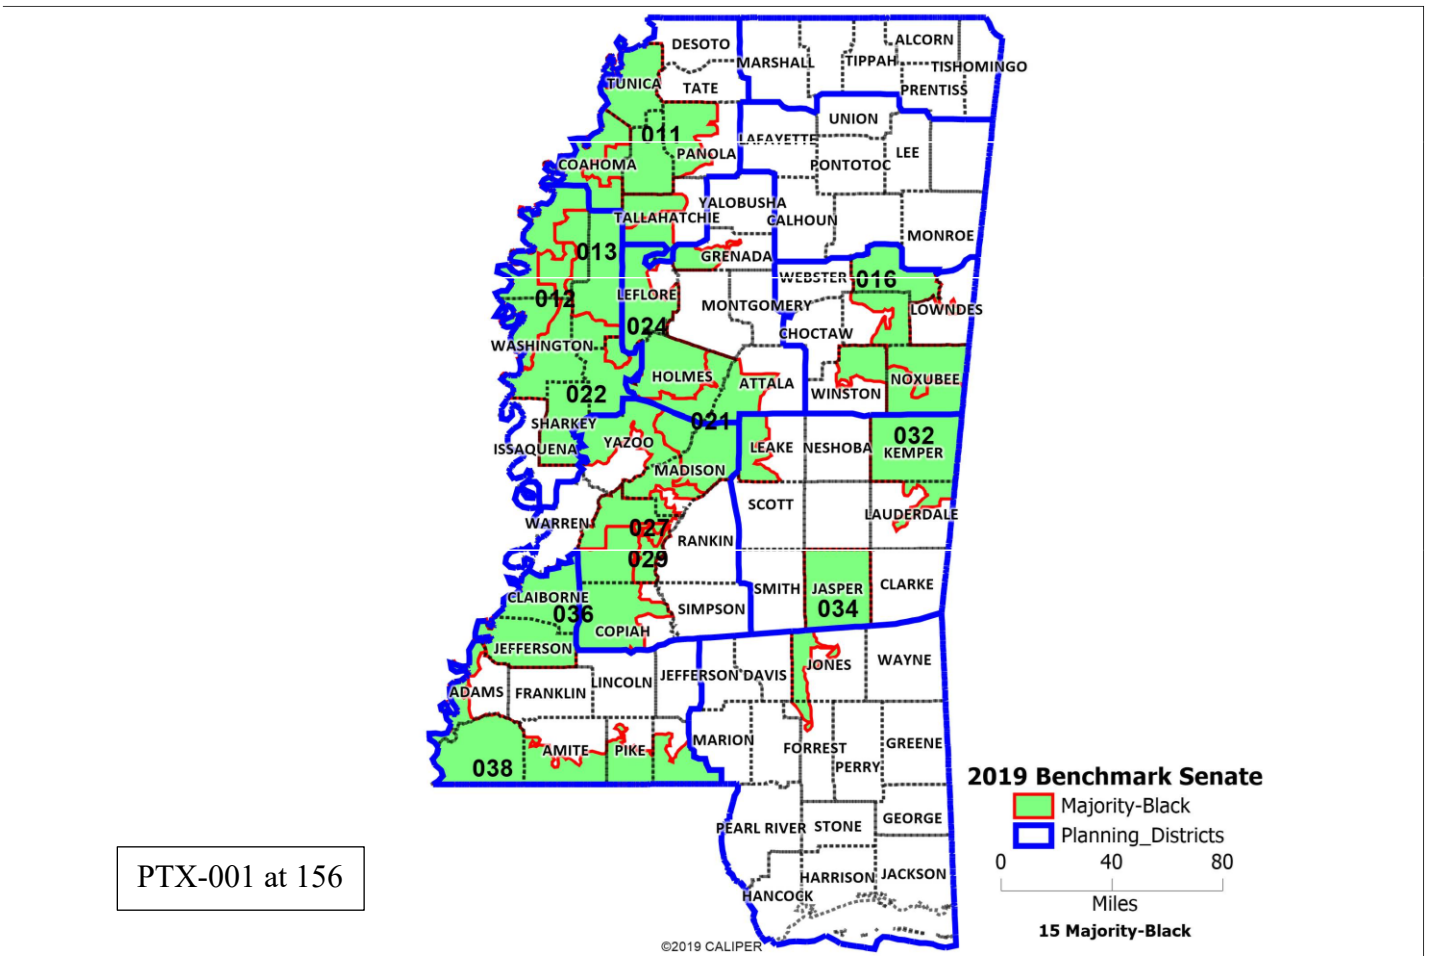 DESOTO
ALCORN
MARSHALL
TIPPAH
TISHOMINGO
TUNICA
TATE
PRENTISS
UNION
011
LAFAYETTE
PANOLA
LEE
COAHOMA
PONTOTOC
YALOBUSHA
TALLAHATCHIE
CALHOUN
MONROE
013
GRENADA
WEBSTER
016
LEFLORE
012
MONTGOMERY
LOWNDES
024
CHOCTAW
WASHINGTON
HOLMES
ATTALA
NOXUBEE
022
WINSTON
SHARKEY
021
032
ISSAQUENA
YAZOO
LEAKE
NESHOBA
KEMPER
MADISON
SCOTT
LAUDERDALE
WARREN
027
RANKIN
029
SMITH
JASPER
CLARKE
CLAIBORNE
034
036
SIMPSON
COPIAH
JEFFERSON
JONES
WAYNE
JEFFERSON DAVIS
LINCOLN
ADAMS
FRANKLIN
MARION
AMITE
PIKE
FORREST
GREENE
038
PERRY
2019 Benchmark Senate
Majority-Black
Planning_Districts
PEARL RIVER
STONE
GEORGE
0 40 80
Miles
HARRISON
JACKSON
HANCOCK
15 Majority-Black
PTX-001 at 156
©2019 CALIPER